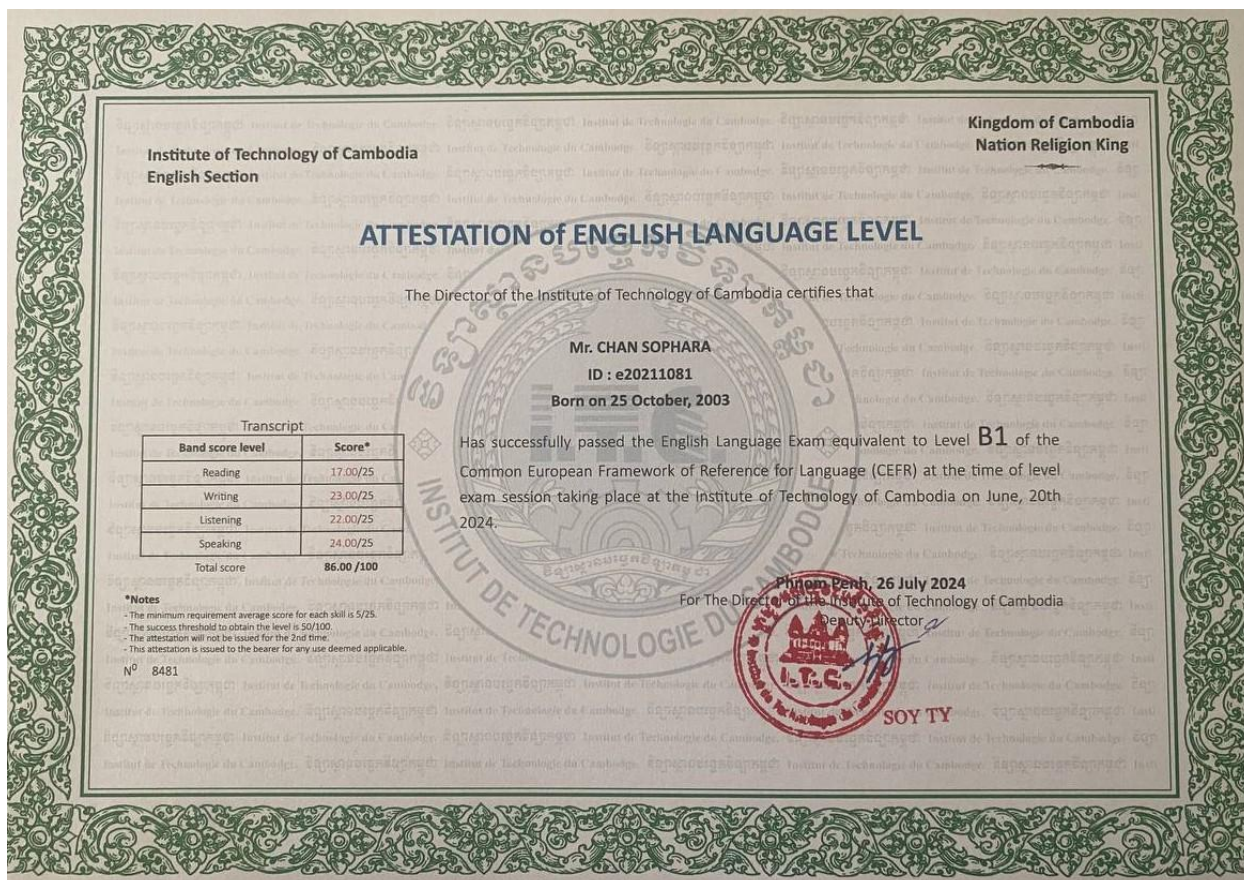 Institute of Technology of Cambodia
English Section
Kingdom of Cambodia
Nation Religion King
ATTESTATION of ENGLISH LANGUAGE LEVEL
The Director of the Institute of Technology of Cambodia certifies that
Mr. CHAN SOPHARA
ID : e20211081
Born on 25 October, 2003
Transcript
Band score level Score*
Reading 17.00/25
Writing 23.00/25
Listening 22.00/25
Speaking 24.00/25
Total score 86.00 /100
Has successfully passed the English Language Exam equivalent to Level B1 of the
Common European Framework of Reference for Language (CEFR) at the time of level
exam session taking place at the Institute of Technology of Cambodia on June, 20th
2024.
*Notes
- The minimum requirement average score for each skill is 5/25.
- The success threshold to obtain the level is 50/100.
- The attestation will not be issued for the 2nd time.
- This attestation is issued to the bearer for any use deemed applicable.
Nº 8481
Phnom Penh, 26 July 2024
For The Director of the Institute of Technology of Cambodia
Deputy Director
I.T.C.
SOY TY
ITC
INSTITUT DE TECHNOLOGIE DU CAMBODGE